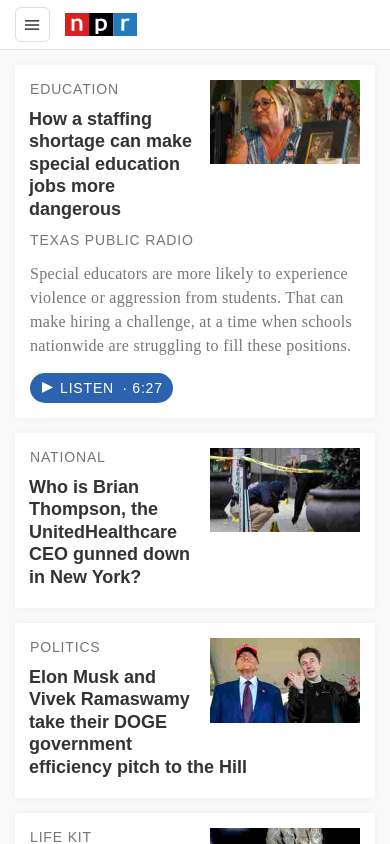 npr
EDUCATION
How a staffing
shortage can make
special education
jobs more
dangerous
TEXAS PUBLIC RADIO
Special educators are more likely to experience
violence or aggression from students. That can
make hiring a challenge, at a time when schools
nationwide are struggling to fill these positions.
LISTEN · 6:27
NATIONAL
Who is Brian
Thompson, the
UnitedHealthcare
CEO gunned down
in New York?
POLITICS
Elon Musk and
Vivek Ramaswamy
take their DOGE
government
efficiency pitch to the Hill
LIFE KIT